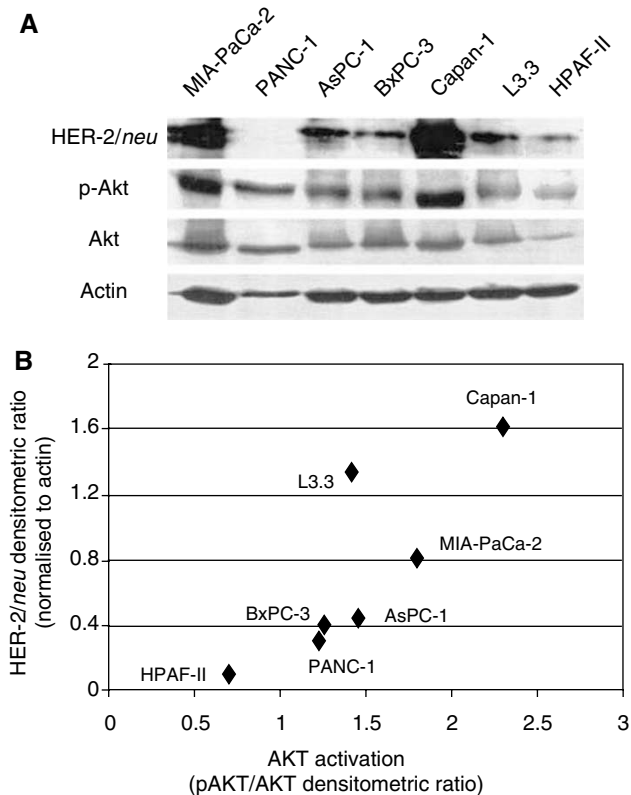 A
MIA-PaCa-2
PANC-1
AsPC-1
BxPC-3
Capan-1
L3.3
HPAF-II
HER-2/neu
p-Akt
Akt
Actin
B
HER-2/neu densitometric ratio
(normalised to actin)
2
1.6
1.2
0.8
0.4
0
Capan-1
L3.3
MIA-PaCa-2
BxPC-3
AsPC-1
PANC-1
HPAF-II
0 0.5 1 1.5 2 2.5 3
AKT activation
(pAKT/AKT densitometric ratio)